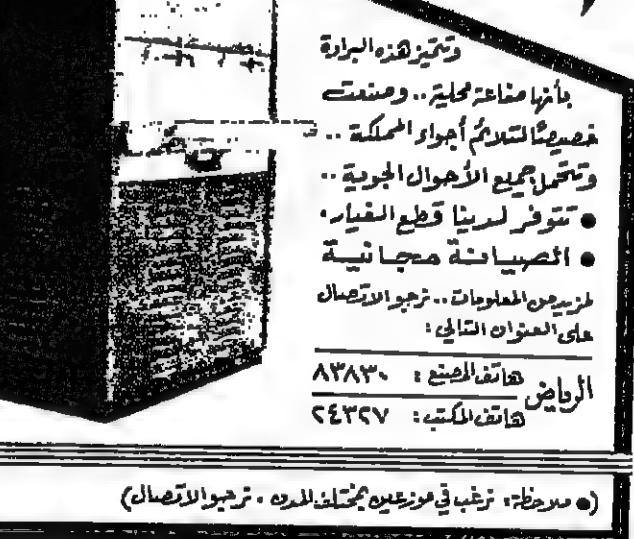 وتتميز هذه البرادة
بأنها صناعة محلية .. وصنعت
خصيصًا لتلائم أجواء المملكة ..
وتتحمل جميع الأحوال الجوية ..
● تتوفر لدينا قطع الغيار .
● الصيانة مجانية
لمزيد من المعلومات .. نرجو الاتصال
على العنوان التالي :
الرياض
هاتف المصنع : ٨٣٨٣٠
هاتف المكتب : ٢٤٣٢٧
(● ملاحظة : نرغب في موزعين بمختلف المدن . نرجو الاتصال)